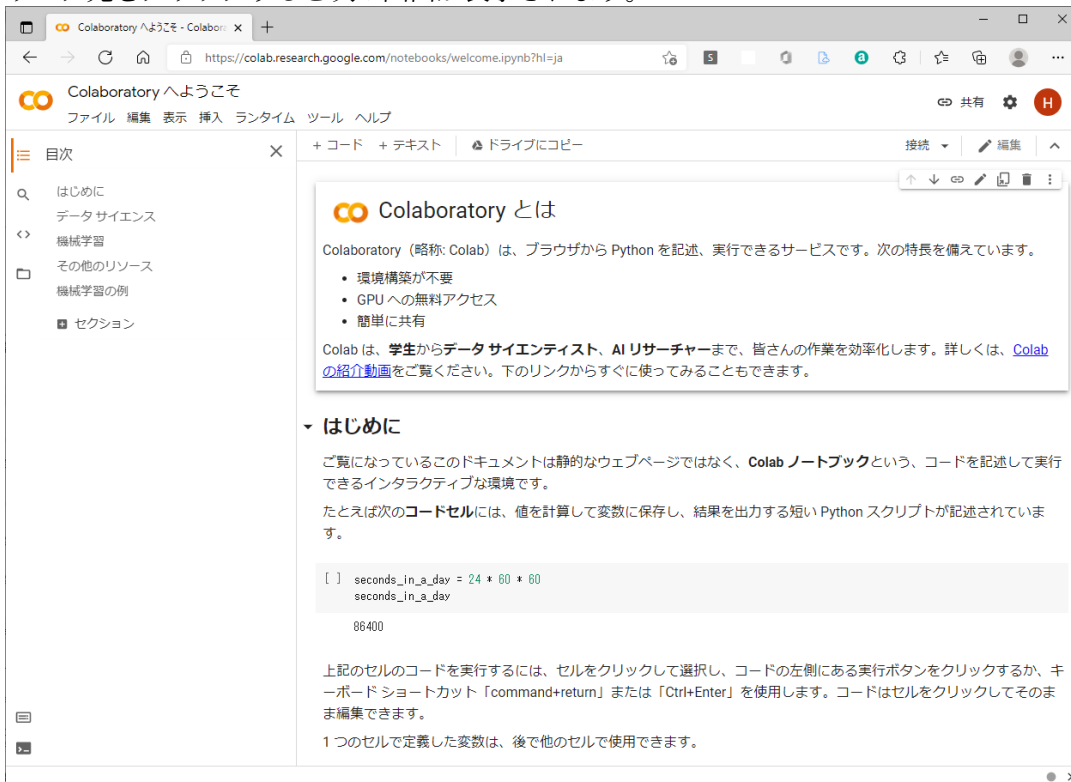 Colaboratory へようこそ - Colabor
https://colab.research.google.com/notebooks/welcome.ipynb?hl=ja
Colaboratory へようこそ
共有
H
ファイル 編集 表示 挿入 ランタイム ツール ヘルプ
目次
はじめに
データ サイエンス
機械学習
その他のリソース
機械学習の例
セクション
+ コード + テキスト ドライブにコピー
接続 編集
Colaboratory とは
Colaboratory（略称: Colab）は、ブラウザから Python を記述、実行できるサービスです。次の特長を備えています。
• 環境構築が不要
• GPU への無料アクセス
• 簡単に共有
Colab は、学生からデータ サイエンティスト、AI リサーチャーまで、皆さんの作業を効率化します。詳しくは、Colab
の紹介動画をご覧ください。下のリンクからすぐに使ってみることもできます。
はじめに
ご覧になっているこのドキュメントは静的なウェブページではなく、Colab ノートブックという、コードを記述して実行
できるインタラクティブな環境です。
たとえば次のコードセルには、値を計算して変数に保存し、結果を出力する短い Python スクリプトが記述されていま
す。
[ ] seconds_in_a_day = 24 * 60 * 60
seconds_in_a_day
86400
上記のセルのコードを実行するには、セルをクリックして選択し、コードの左側にある実行ボタンをクリックするか、キ
ーボード ショートカット「command+return」または「Ctrl+Enter」を使用します。コードはセルをクリックしてそのま
ま編集できます。
1 つのセルで定義した変数は、後で他のセルで使用できます。